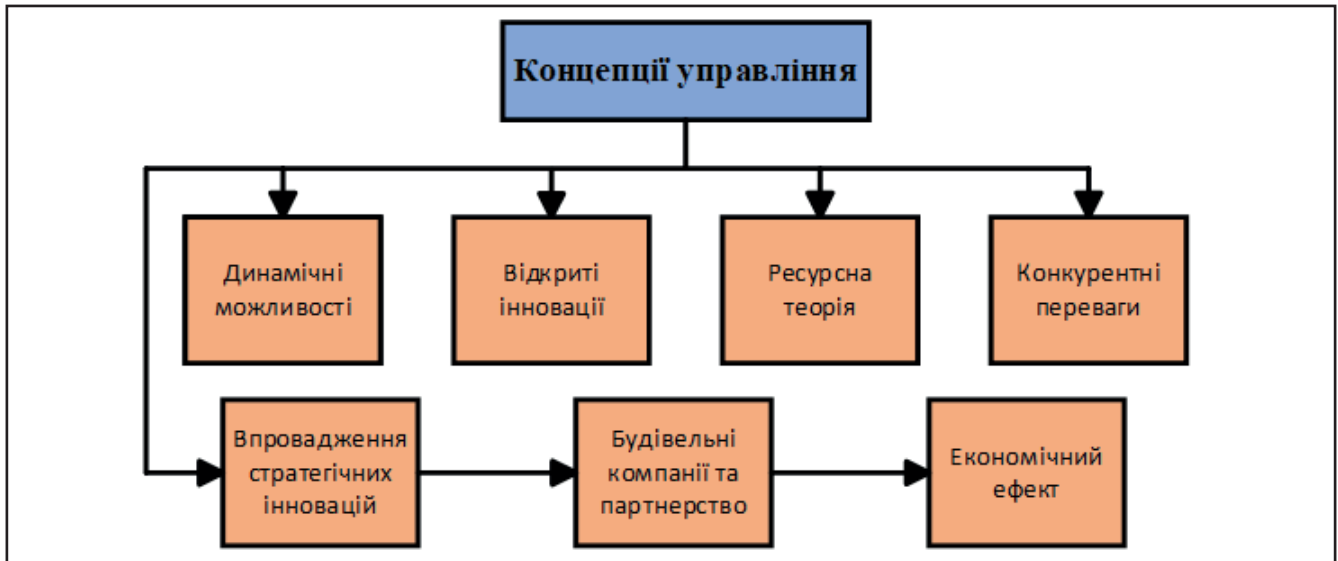 Концепції управління
Динамічні
можливості
Відкриті
інновації
Ресурсна
теорія
Конкурентні
переваги
Впровадження
стратегічних
інновацій
Будівельні
компанії та
партнерство
Економічний
ефект